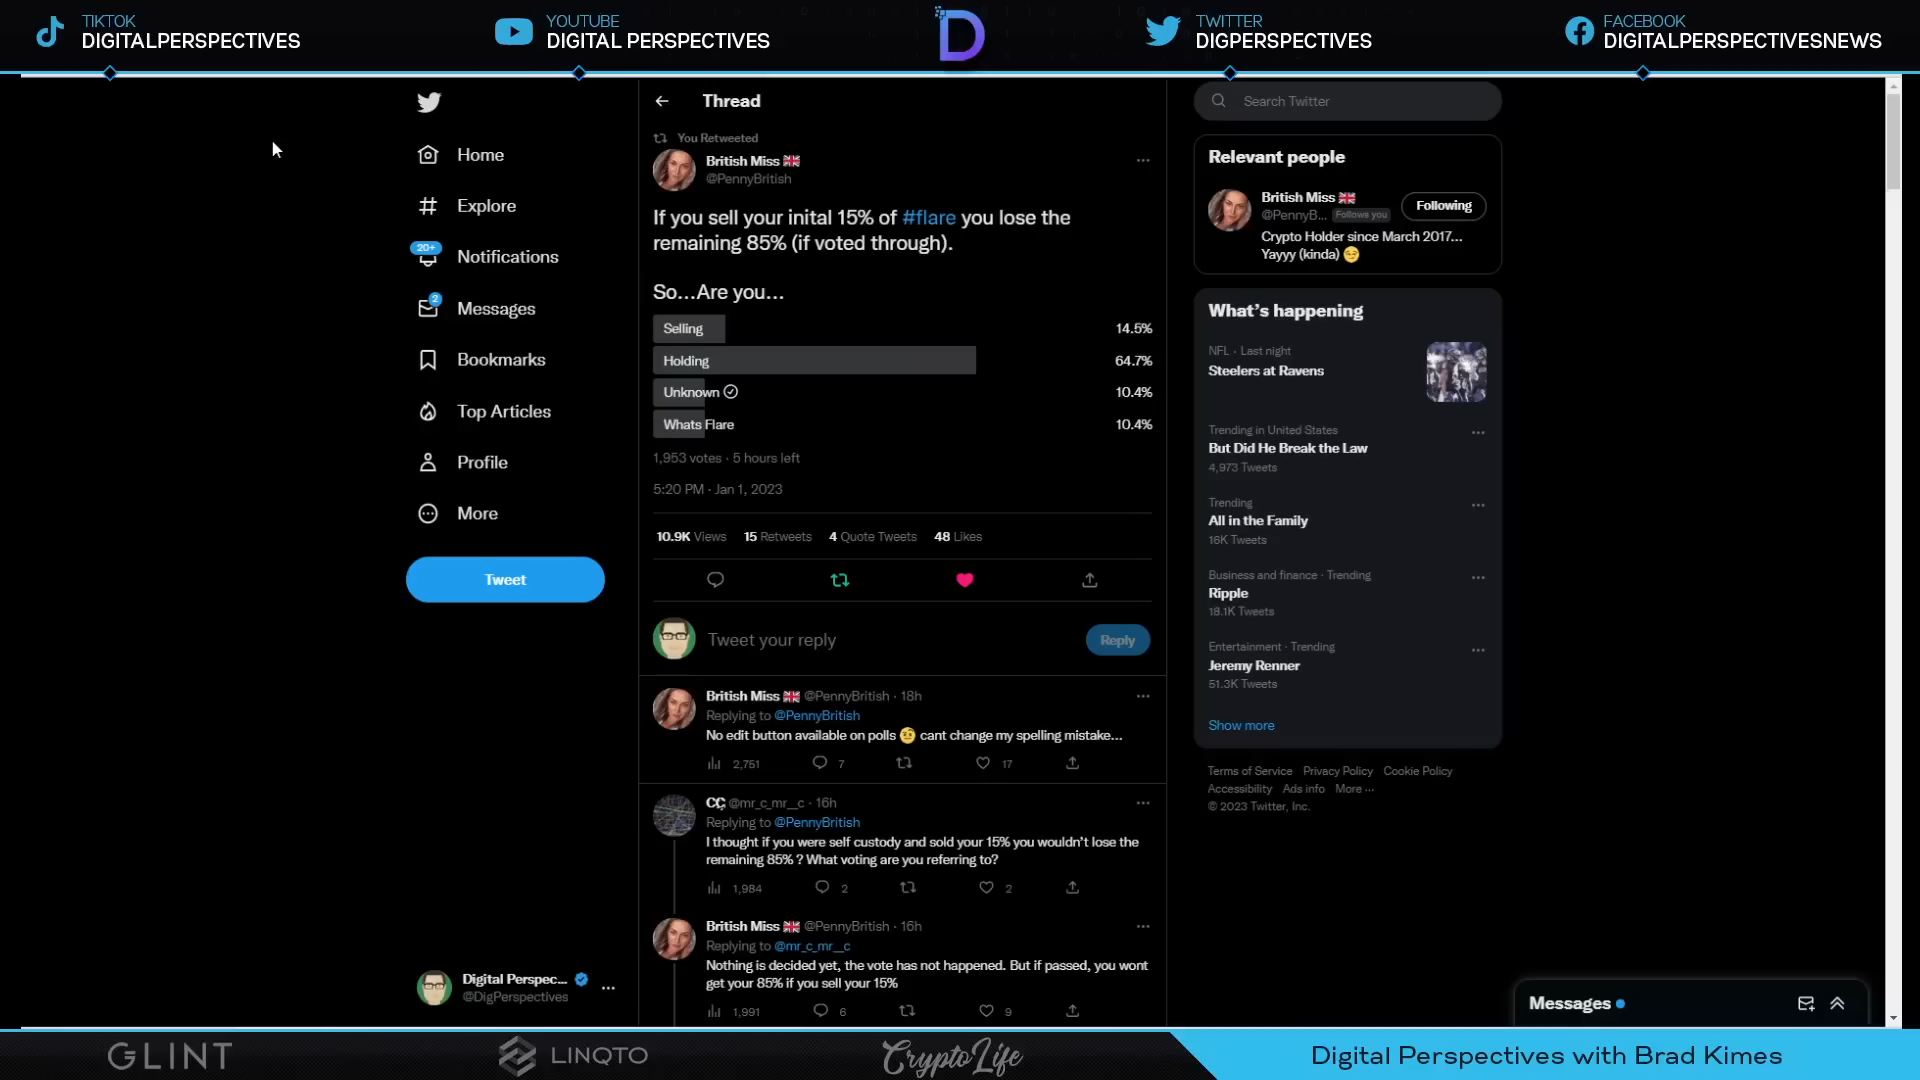 TIKTOK
DIGITALPERSPECTIVES
YOUTUBE
DIGITAL PERSPECTIVES
D
TWITTER
DIGPERSPECTIVES
FACEBOOK
DIGITALPERSPECTIVESNEWS
Home
Explore
20+
Notifications
2
Messages
Bookmarks
Top Articles
Profile
More
Tweet
Digital Perspec...
@DigPerspectives
Thread
You Retweeted
British Miss 🇬🇧
@PennyBritish
If you sell your inital 15% of #flare you lose the
remaining 85% (if voted through).
So...Are you...
Selling 14.5%
Holding 64.7%
Unknown 10.4%
Whats Flare 10.4%
1,953 votes · 5 hours left
5:20 PM · Jan 1, 2023
10.9K Views 15 Retweets 4 Quote Tweets 48 Likes
Tweet your reply
Reply
British Miss 🇬🇧 @PennyBritish · 18h
Replying to @PennyBritish
No edit button available on polls 🤨 cant change my spelling mistake...
2,751 7 17
CÇ @mr_c_mr__c · 16h
Replying to @PennyBritish
I thought if you were self custody and sold your 15% you wouldn't lose the
remaining 85% ? What voting are you referring to?
1,984 2 2
British Miss 🇬🇧 @PennyBritish · 16h
Replying to @mr_c_mr__c
Nothing is decided yet, the vote has not happened. But if passed, you wont
get your 85% if you sell your 15%
1,991 6 9
Search Twitter
Relevant people
British Miss 🇬🇧
@PennyB... Follows you
Following
Crypto Holder since March 2017...
Yayyy (kinda) 😏
What's happening
NFL · Last night
Steelers at Ravens
Trending in United States
But Did He Break the Law
4,973 Tweets
Trending
All in the Family
16K Tweets
Business and finance · Trending
Ripple
18.1K Tweets
Entertainment · Trending
Jeremy Renner
51.3K Tweets
Show more
Terms of Service Privacy Policy Cookie Policy
Accessibility Ads info More ...
© 2023 Twitter, Inc.
Messages
GLINT
LINQTO
CryptoLife
Digital Perspectives with Brad Kimes